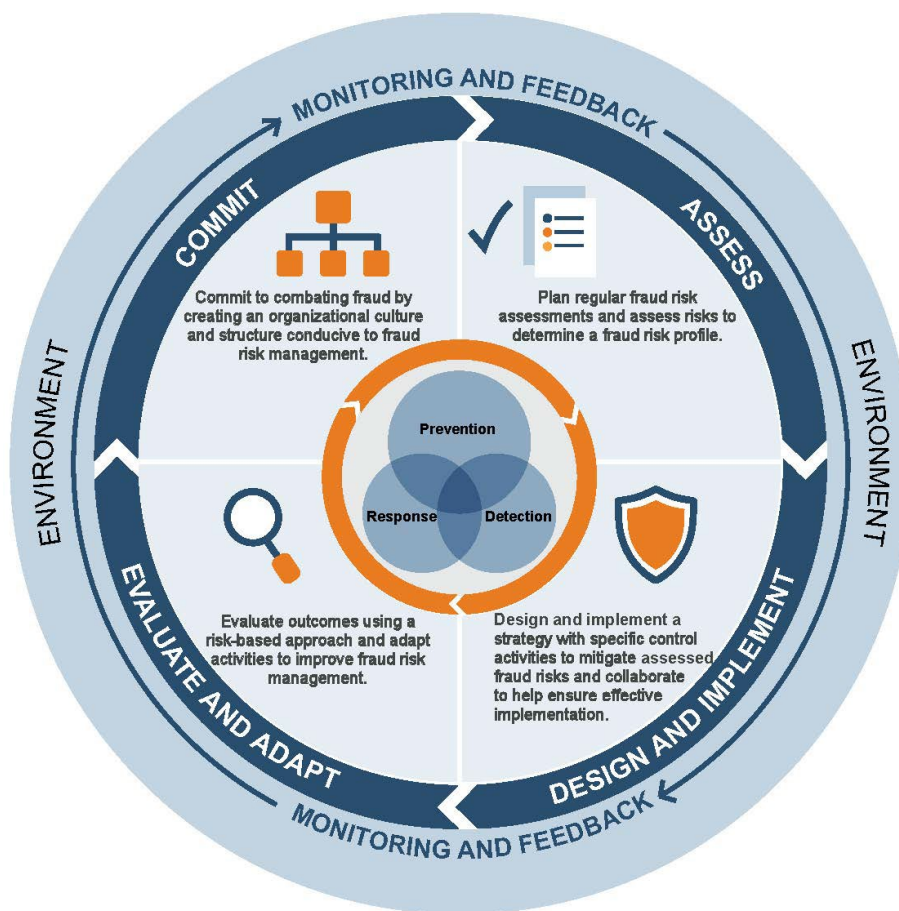 MONITORING AND FEEDBACK
COMMIT
ASSESS
Commit to combating fraud by
creating an organizational culture
and structure conducive to fraud
risk management.
Plan regular fraud risk
assessments and assess risks to
determine a fraud risk profile.
ENVIRONMENT
ENVIRONMENT
Prevention
Response
Detection
Evaluate outcomes using a
risk-based approach and adapt
activities to improve fraud risk
management.
Design and implement a
strategy with specific control
activities to mitigate assessed
fraud risks and collaborate
to help ensure effective
implementation.
EVALUATE AND ADAPT
DESIGN AND IMPLEMENT
MONITORING AND FEEDBACK